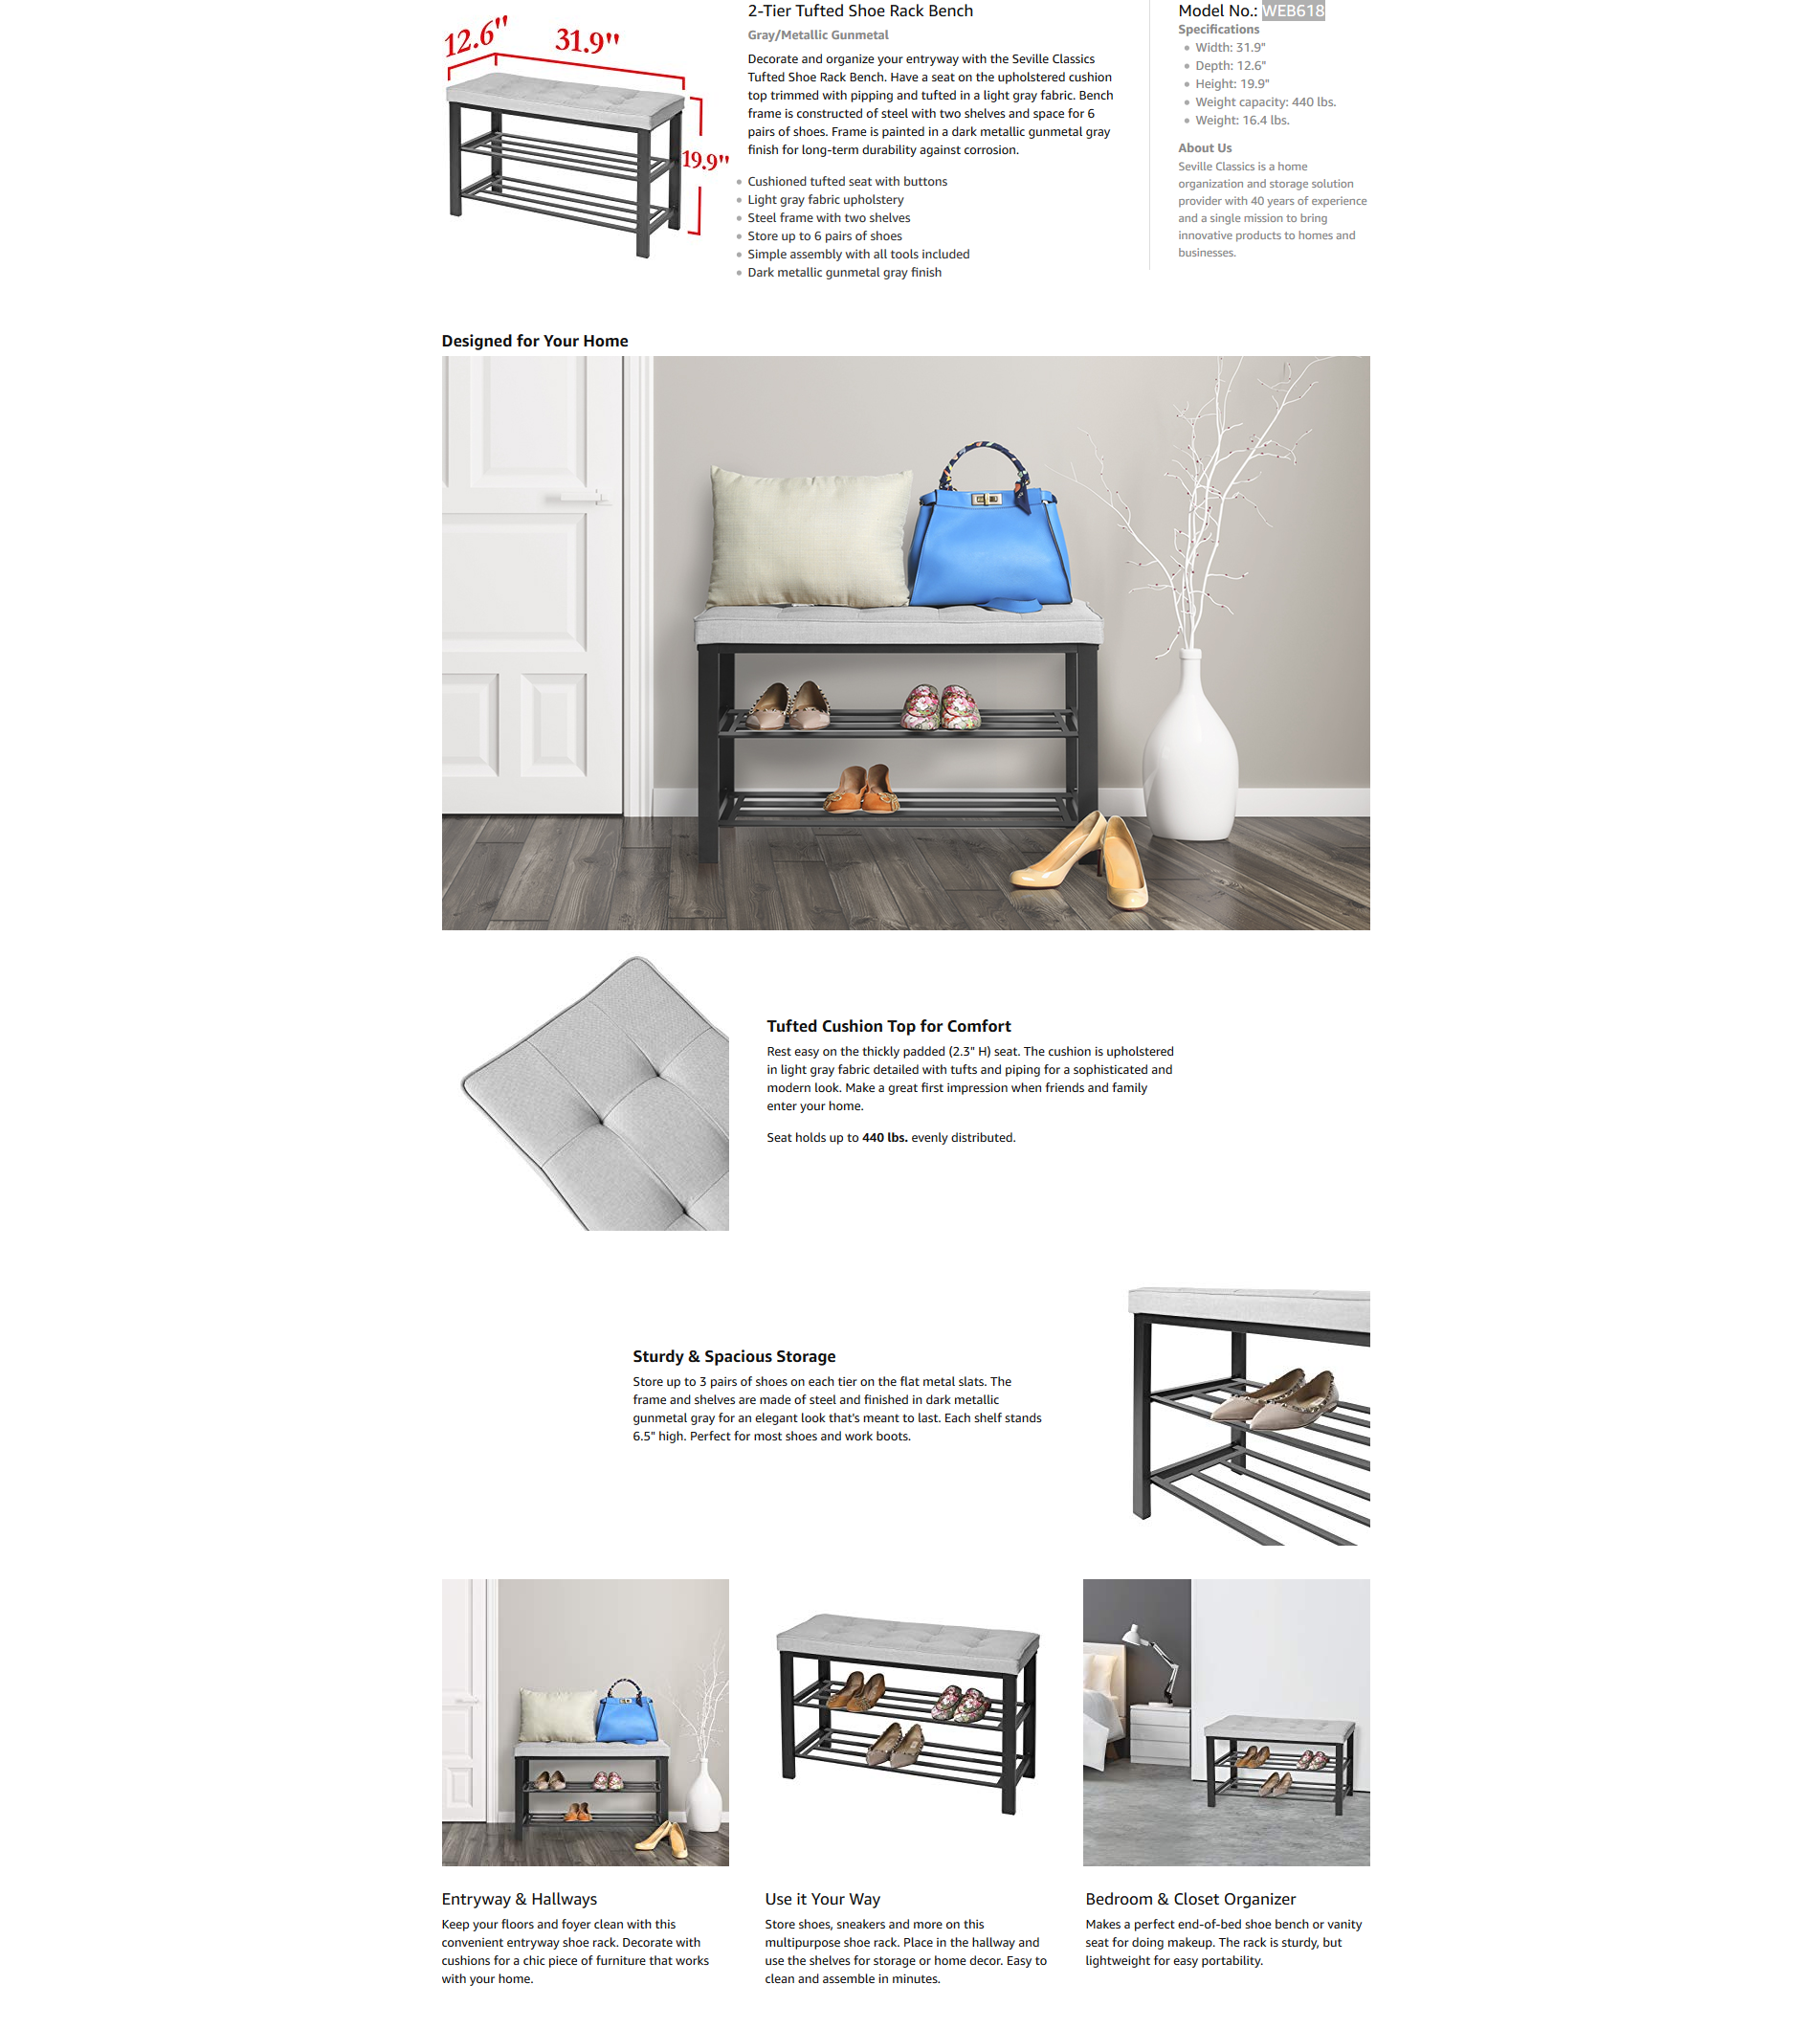 12.6"
31.9"
19.9"
2-Tier Tufted Shoe Rack Bench
Gray/Metallic Gunmetal
Decorate and organize your entryway with the Seville Classics
Tufted Shoe Rack Bench. Have a seat on the upholstered cushion
top trimmed with pipping and tufted in a light gray fabric. Bench
frame is constructed of steel with two shelves and space for 6
pairs of shoes. Frame is painted in a dark metallic gunmetal gray
finish for long-term durability against corrosion.
Cushioned tufted seat with buttons
Light gray fabric upholstery
Steel frame with two shelves
Store up to 6 pairs of shoes
Simple assembly with all tools included
Dark metallic gunmetal gray finish
Model No.: WEB618
Specifications
Width: 31.9"
Depth: 12.6"
Height: 19.9"
Weight capacity: 440 lbs.
Weight: 16.4 lbs.
About Us
Seville Classics is a home
organization and storage solution
provider with 40 years of experience
and a single mission to bring
innovative products to homes and
businesses.
Designed for Your Home
Tufted Cushion Top for Comfort
Rest easy on the thickly padded (2.3" H) seat. The cushion is upholstered
in light gray fabric detailed with tufts and piping for a sophisticated and
modern look. Make a great first impression when friends and family
enter your home.
Seat holds up to 440 lbs. evenly distributed.
Sturdy & Spacious Storage
Store up to 3 pairs of shoes on each tier on the flat metal slats. The
frame and shelves are made of steel and finished in dark metallic
gunmetal gray for an elegant look that's meant to last. Each shelf stands
6.5" high. Perfect for most shoes and work boots.
Entryway & Hallways
Keep your floors and foyer clean with this
convenient entryway shoe rack. Decorate with
cushions for a chic piece of furniture that works
with your home.
Use it Your Way
Store shoes, sneakers and more on this
multipurpose shoe rack. Place in the hallway and
use the shelves for storage or home decor. Easy to
clean and assemble in minutes.
Bedroom & Closet Organizer
Makes a perfect end-of-bed shoe bench or vanity
seat for doing makeup. The rack is sturdy, but
lightweight for easy portability.